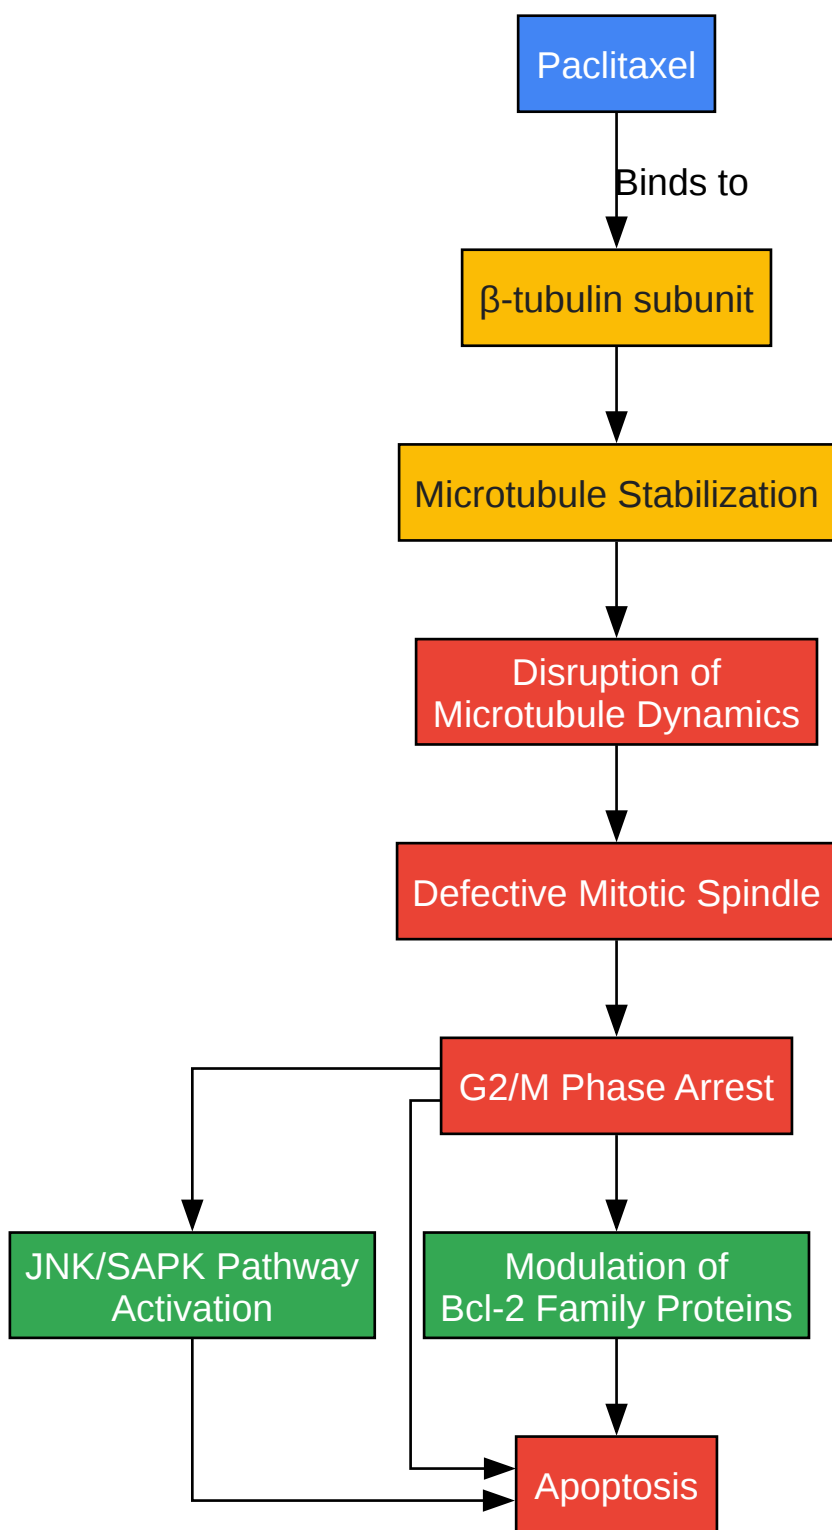 Paclitaxel
Binds to
β-tubulin subunit
Microtubule Stabilization
Disruption of
Microtubule Dynamics
Defective Mitotic Spindle
G2/M Phase Arrest
JNK/SAPK Pathway
Activation
Modulation of
Bcl-2 Family Proteins
Apoptosis